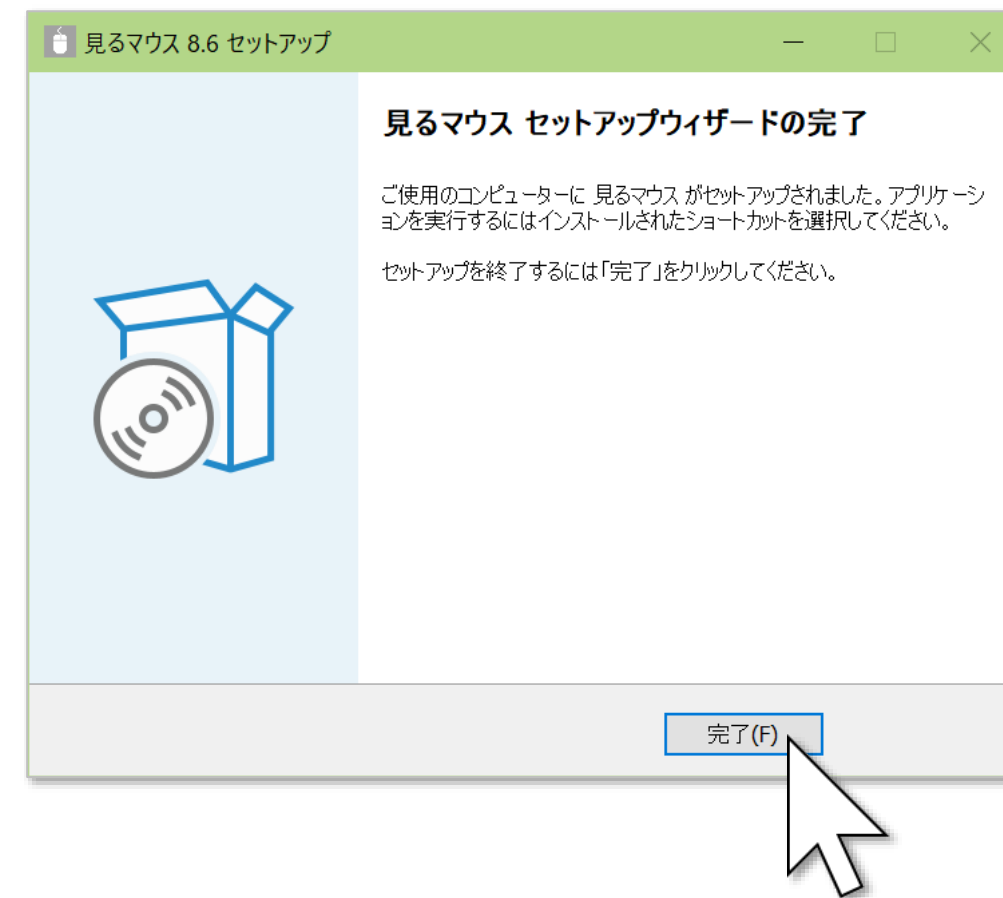 見るマウス 8.6 セットアップ
見るマウス セットアップウィザードの完了
ご使用のコンピューターに 見るマウス がセットアップされました。アプリケーシ
ョンを実行するにはインストールされたショートカットを選択してください。
セットアップを終了するには「完了」をクリックしてください。
完了(F)